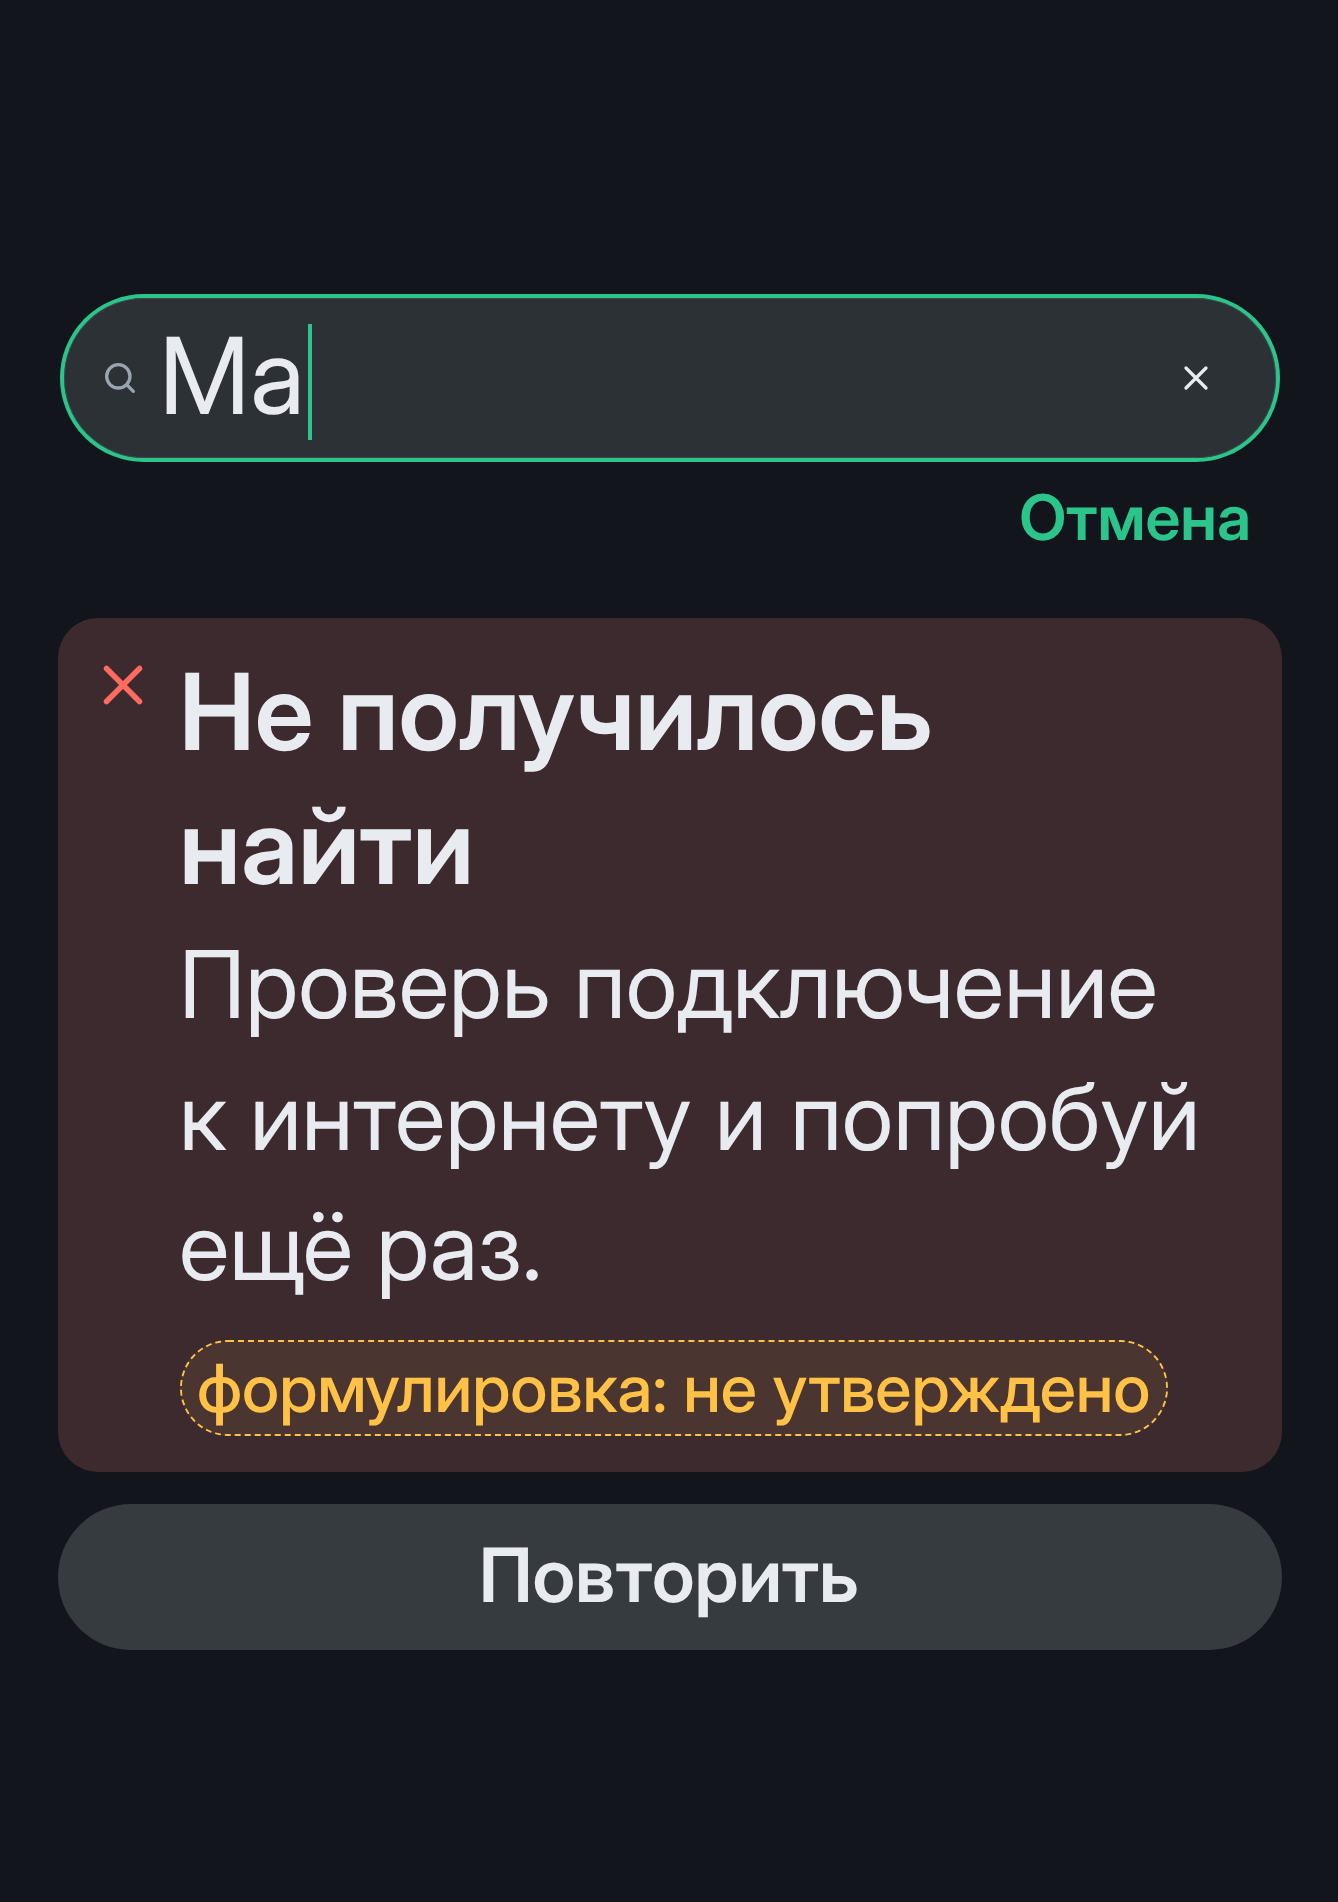 Ма
Отмена
Не получилось
найти
Проверь подключение
к интернету и попробуй
ещё раз.
формулировка: не утверждено
Повторить